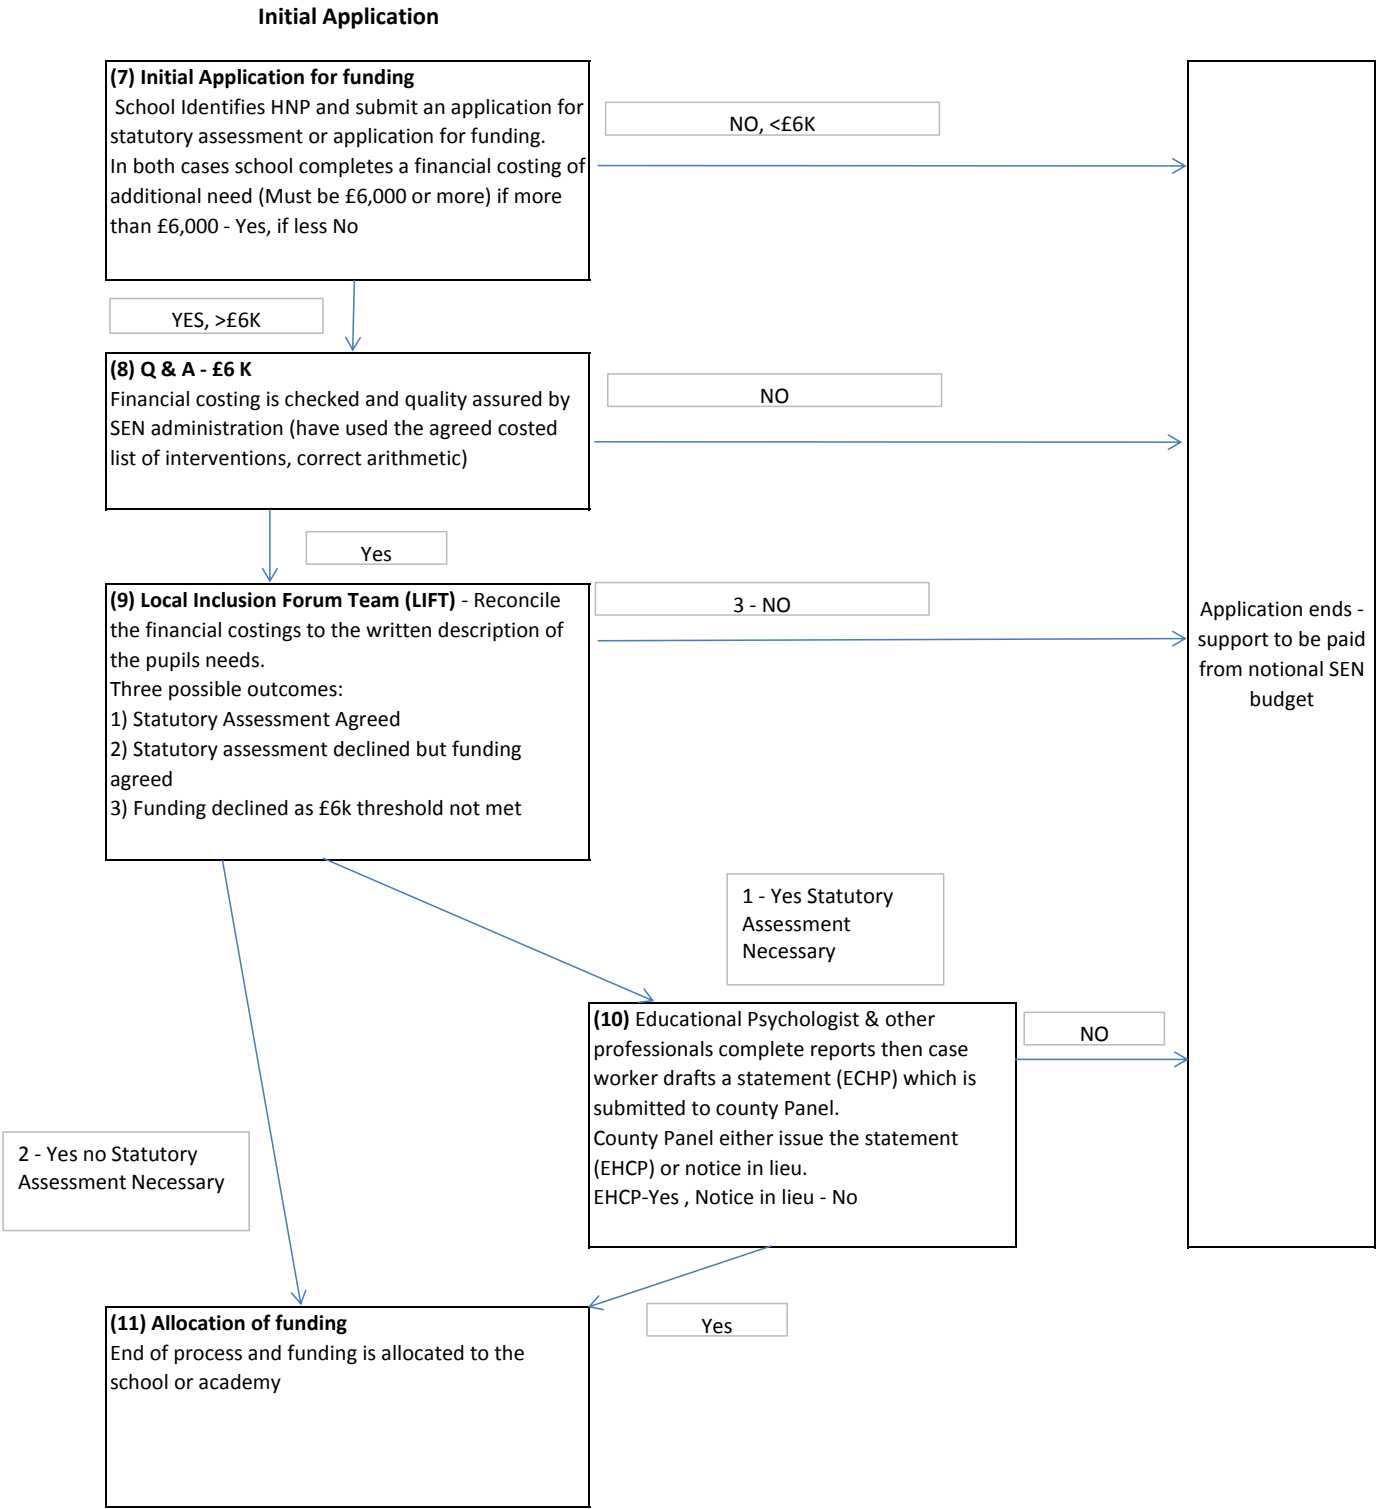 Initial Application
(7) Initial Application for funding
School Identifies HNP and submit an application for
statutory assessment or application for funding.
In both cases school completes a financial costing of
additional need (Must be £6,000 or more) if more
than £6,000 - Yes, if less No
NO, <£6K
YES, >£6K
(8) Q & A - £6 K
Financial costing is checked and quality assured by
SEN administration (have used the agreed costed
list of interventions, correct arithmetic)
NO
Yes
(9) Local Inclusion Forum Team (LIFT) - Reconcile
the financial costings to the written description of
the pupils needs.
Three possible outcomes:
1) Statutory Assessment Agreed
2) Statutory assessment declined but funding
agreed
3) Funding declined as £6k threshold not met
3 - NO
Application ends -
support to be paid
from notional SEN
budget
1 - Yes Statutory
Assessment
Necessary
(10) Educational Psychologist & other
professionals complete reports then case
worker drafts a statement (ECHP) which is
submitted to county Panel.
County Panel either issue the statement
(EHCP) or notice in lieu.
EHCP-Yes , Notice in lieu - No
NO
2 - Yes no Statutory
Assessment Necessary
Yes
(11) Allocation of funding
End of process and funding is allocated to the
school or academy